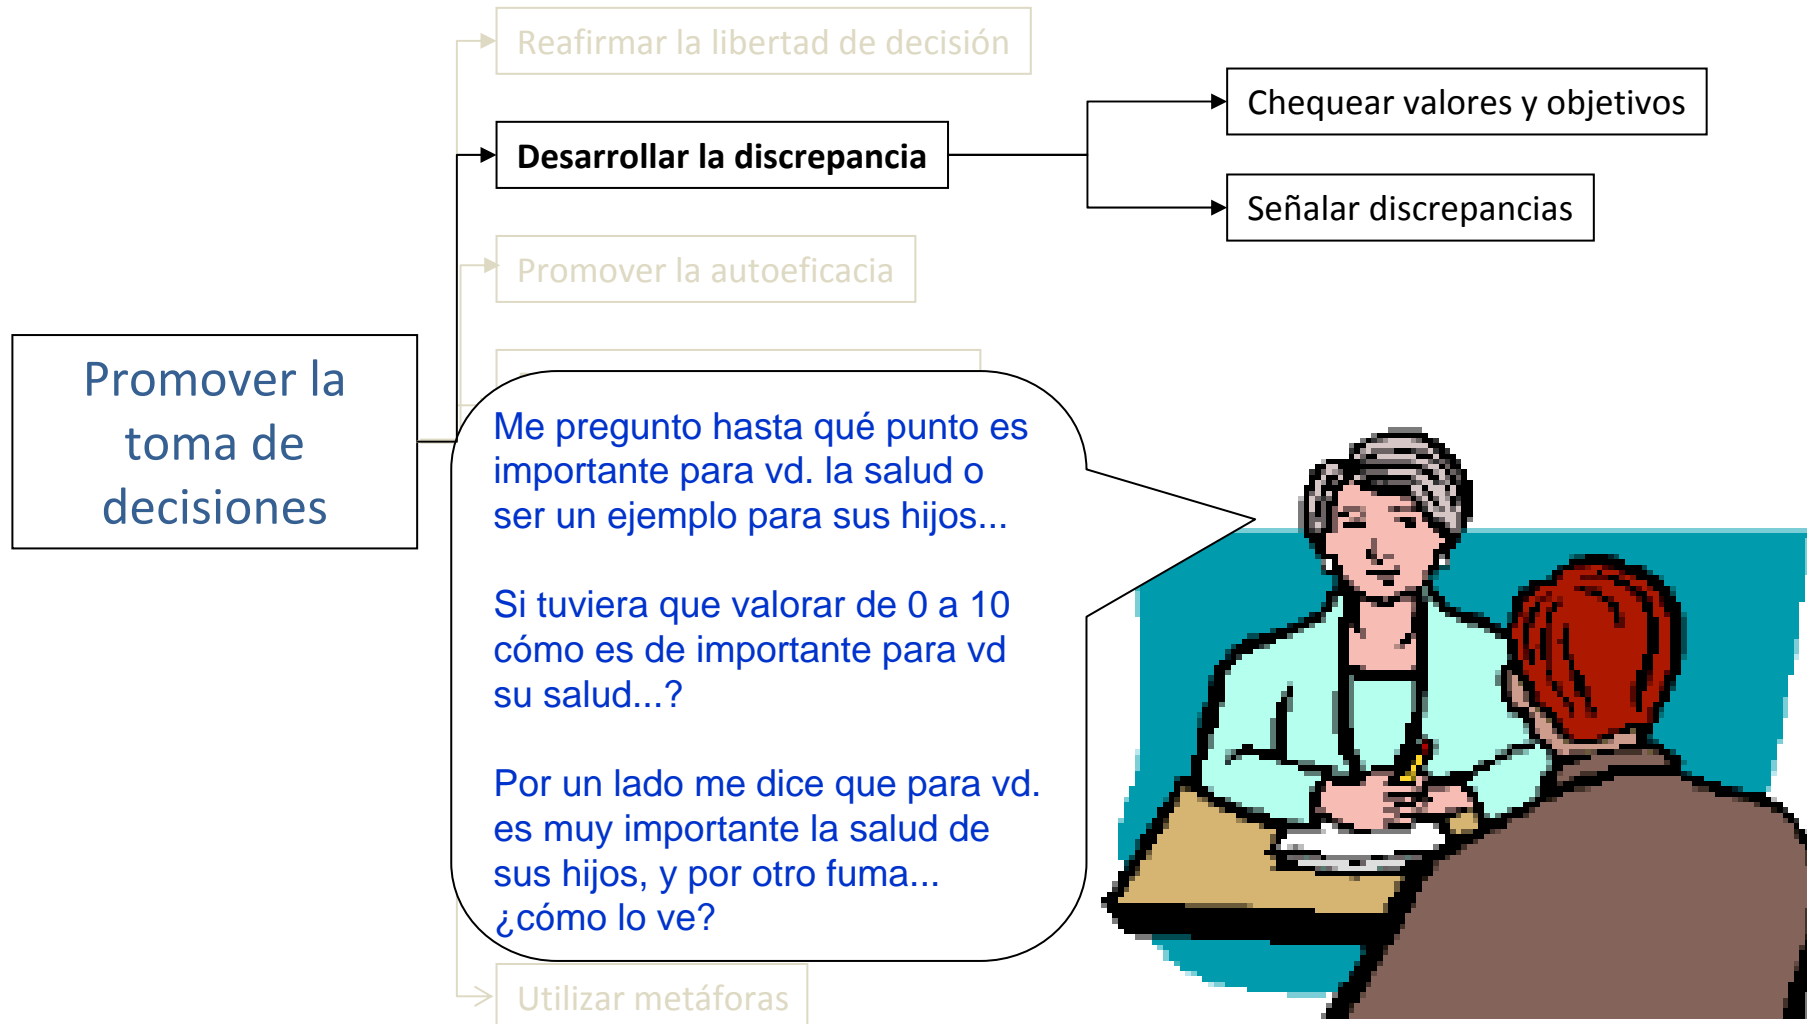 Reafirmar la libertad de decisión
Desarrollar la discrepancia
Chequear valores y objetivos
Señalar discrepancias
Promover la autoeficacia
Promover la
toma de
decisiones
Me pregunto hasta qué punto es
importante para vd. la salud o
ser un ejemplo para sus hijos...
Si tuviera que valorar de 0 a 10
cómo es de importante para vd
su salud...?
Por un lado me dice que para vd.
es muy importante la salud de
sus hijos, y por otro fuma...
¿cómo lo ve?
Utilizar metáforas